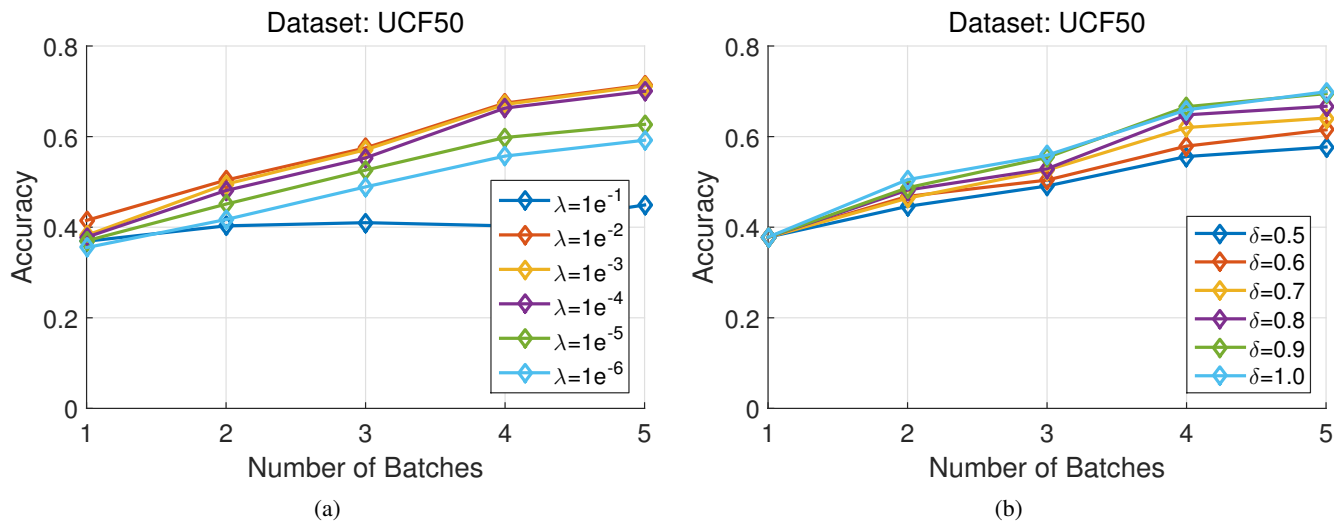 Dataset: UCF50
Accuracy
0.8
0.6
0.4
0.2
0
1 2 3 4 5
Number of Batches
λ=1e⁻¹
λ=1e⁻²
λ=1e⁻³
λ=1e⁻⁴
λ=1e⁻⁵
λ=1e⁻⁶
(a)
Dataset: UCF50
Accuracy
0.8
0.6
0.4
0.2
0
1 2 3 4 5
Number of Batches
δ=0.5
δ=0.6
δ=0.7
δ=0.8
δ=0.9
δ=1.0
(b)